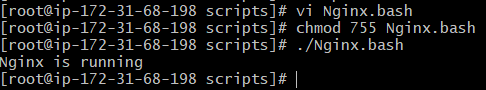 [root@ip-172-31-68-198 scripts]# vi Nginx.bash
[root@ip-172-31-68-198 scripts]# chmod 755 Nginx.bash
[root@ip-172-31-68-198 scripts]# ./Nginx.bash
Nginx is running
[root@ip-172-31-68-198 scripts]#